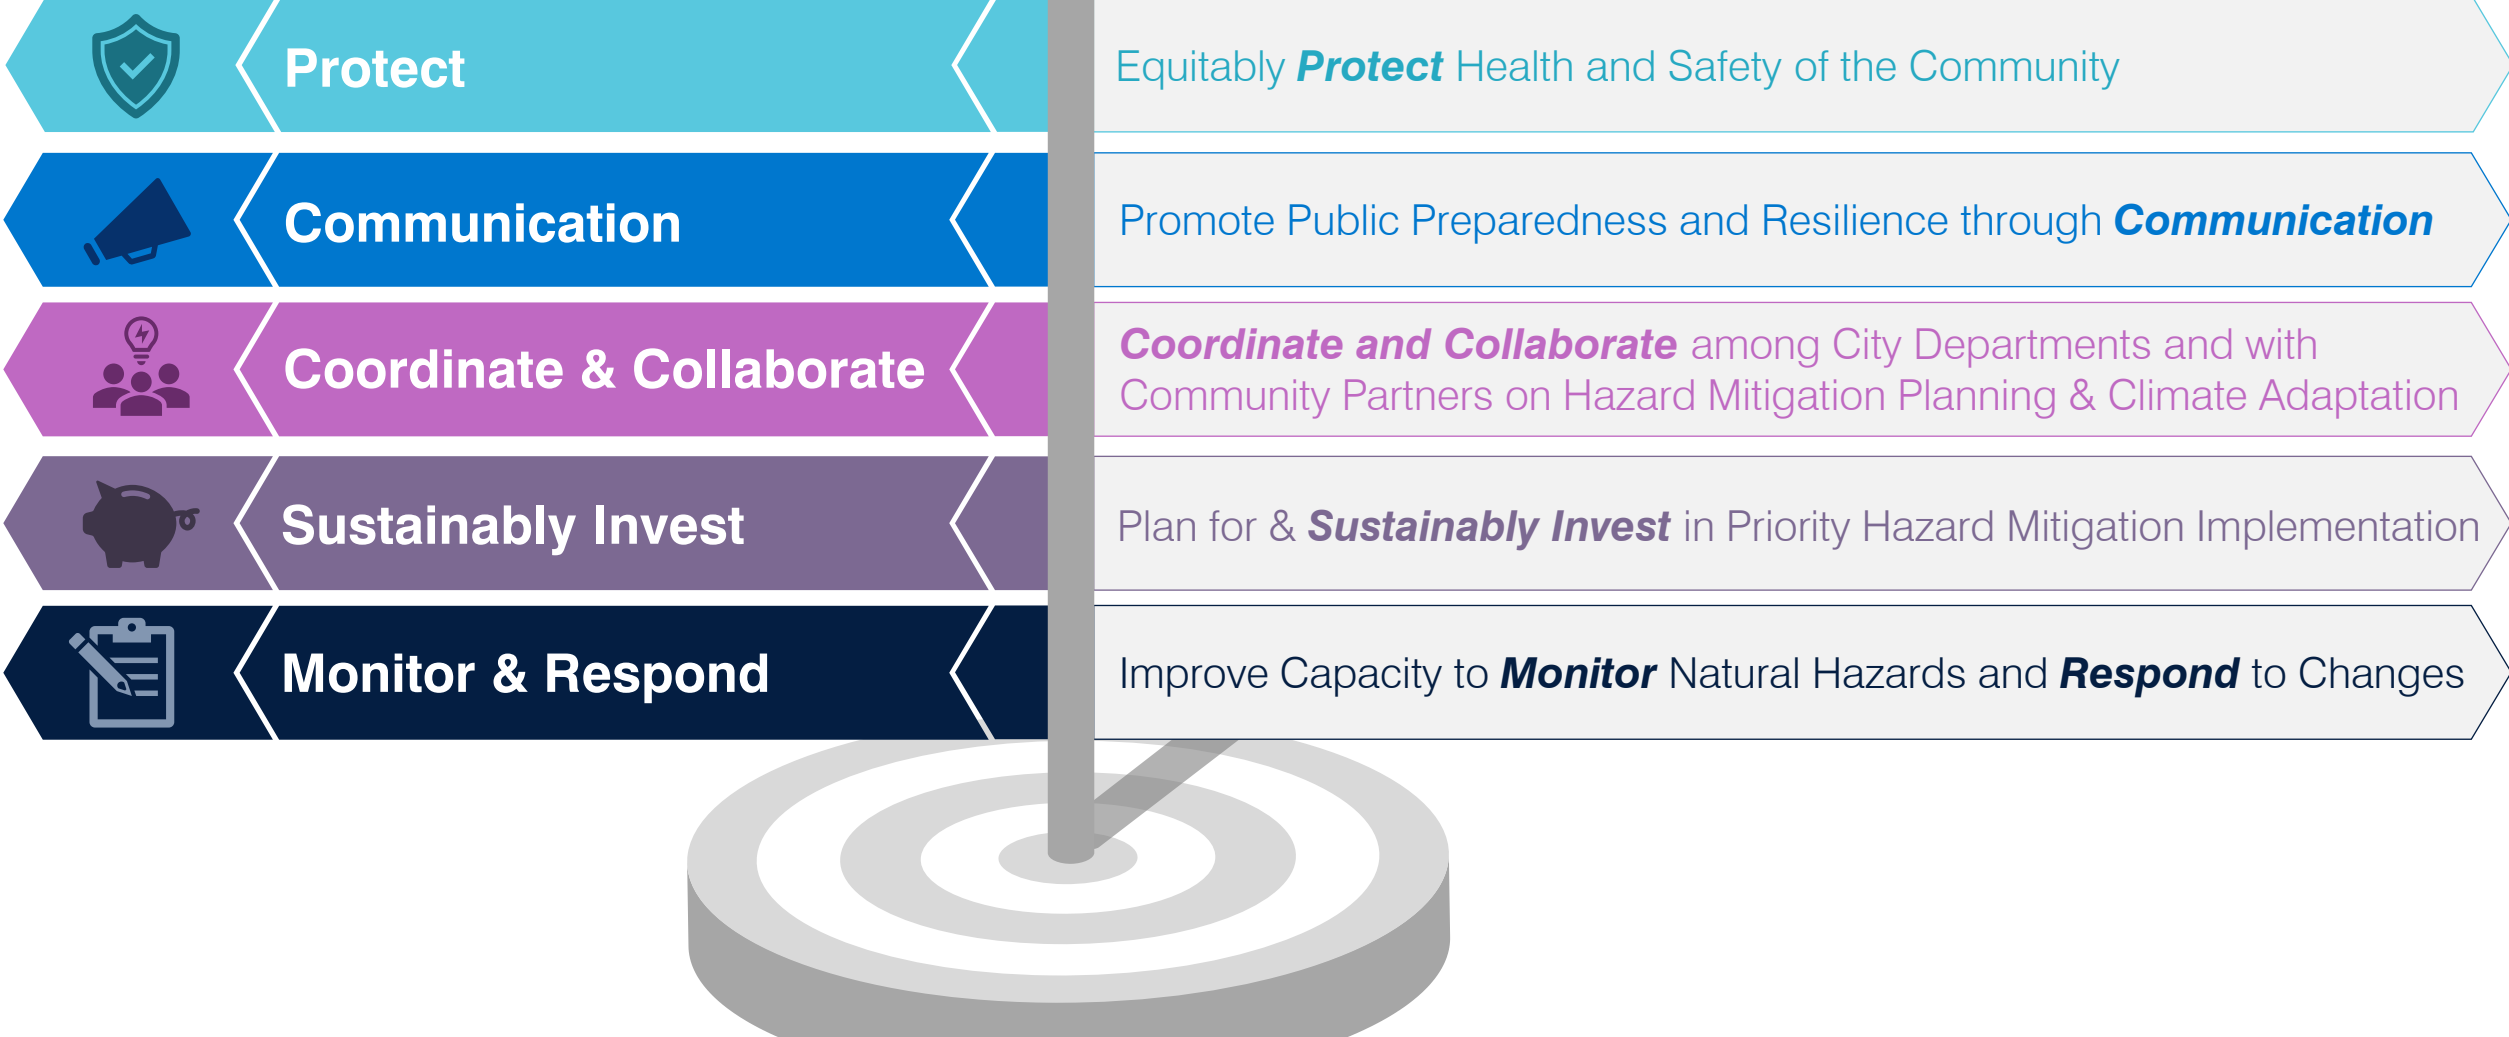 Protect
Equitably Protect Health and Safety of the Community
Communication
Promote Public Preparedness and Resilience through Communication
Coordinate & Collaborate
Coordinate and Collaborate among City Departments and with
Community Partners on Hazard Mitigation Planning & Climate Adaptation
Sustainably Invest
Plan for & Sustainably Invest in Priority Hazard Mitigation Implementation
Monitor & Respond
Improve Capacity to Monitor Natural Hazards and Respond to Changes